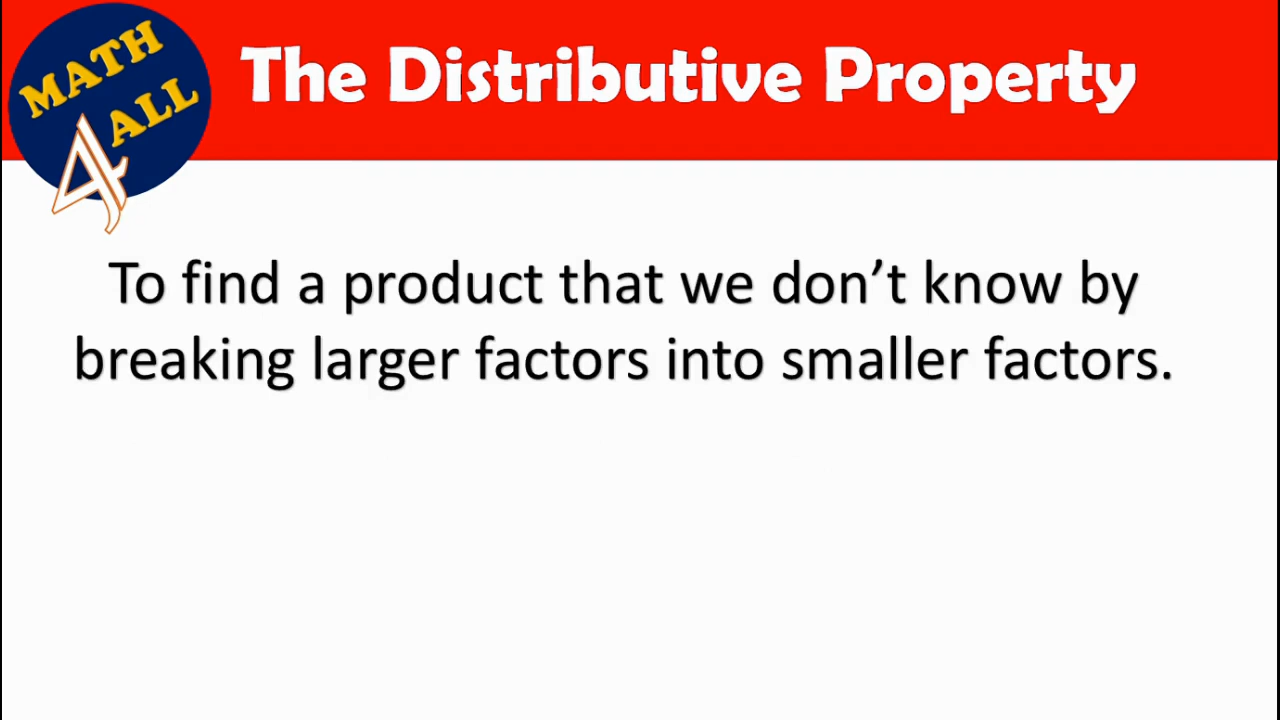 MATH
4 ALL
The Distributive Property
To find a product that we don’t know by
breaking larger factors into smaller factors.